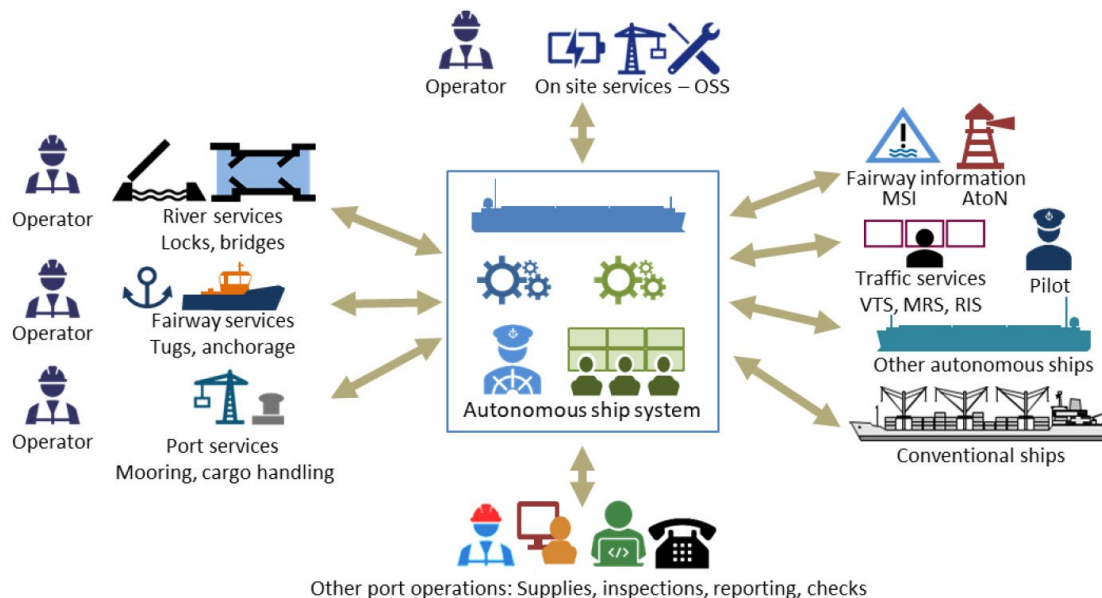 Operator
On site services – OSS
Operator
River services
Locks, bridges
Operator
Fairway services
Tugs, anchorage
Operator
Port services
Mooring, cargo handling
Autonomous ship system
Fairway information
MSI
AtoN
Traffic services
VTS, MRS, RIS
Pilot
Other autonomous ships
Conventional ships
</>
Other port operations: Supplies, inspections, reporting, checks